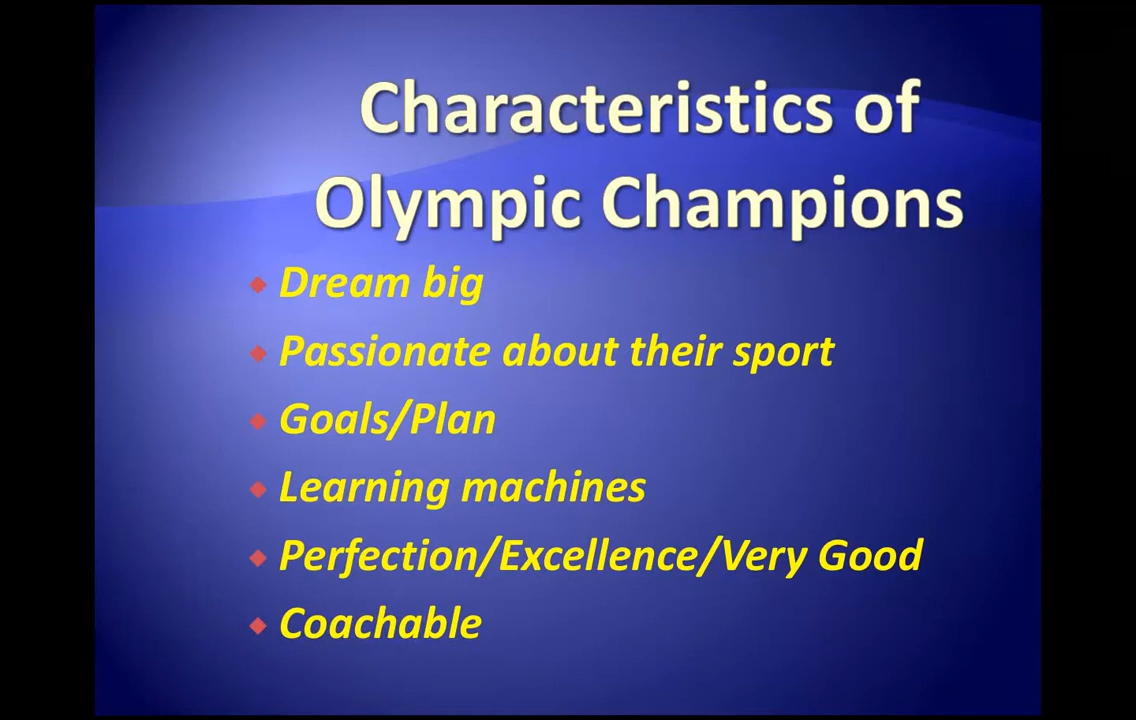 Characteristics of
Olympic Champions
Dream big
Passionate about their sport
Goals/Plan
Learning machines
Perfection/Excellence/Very Good
Coachable